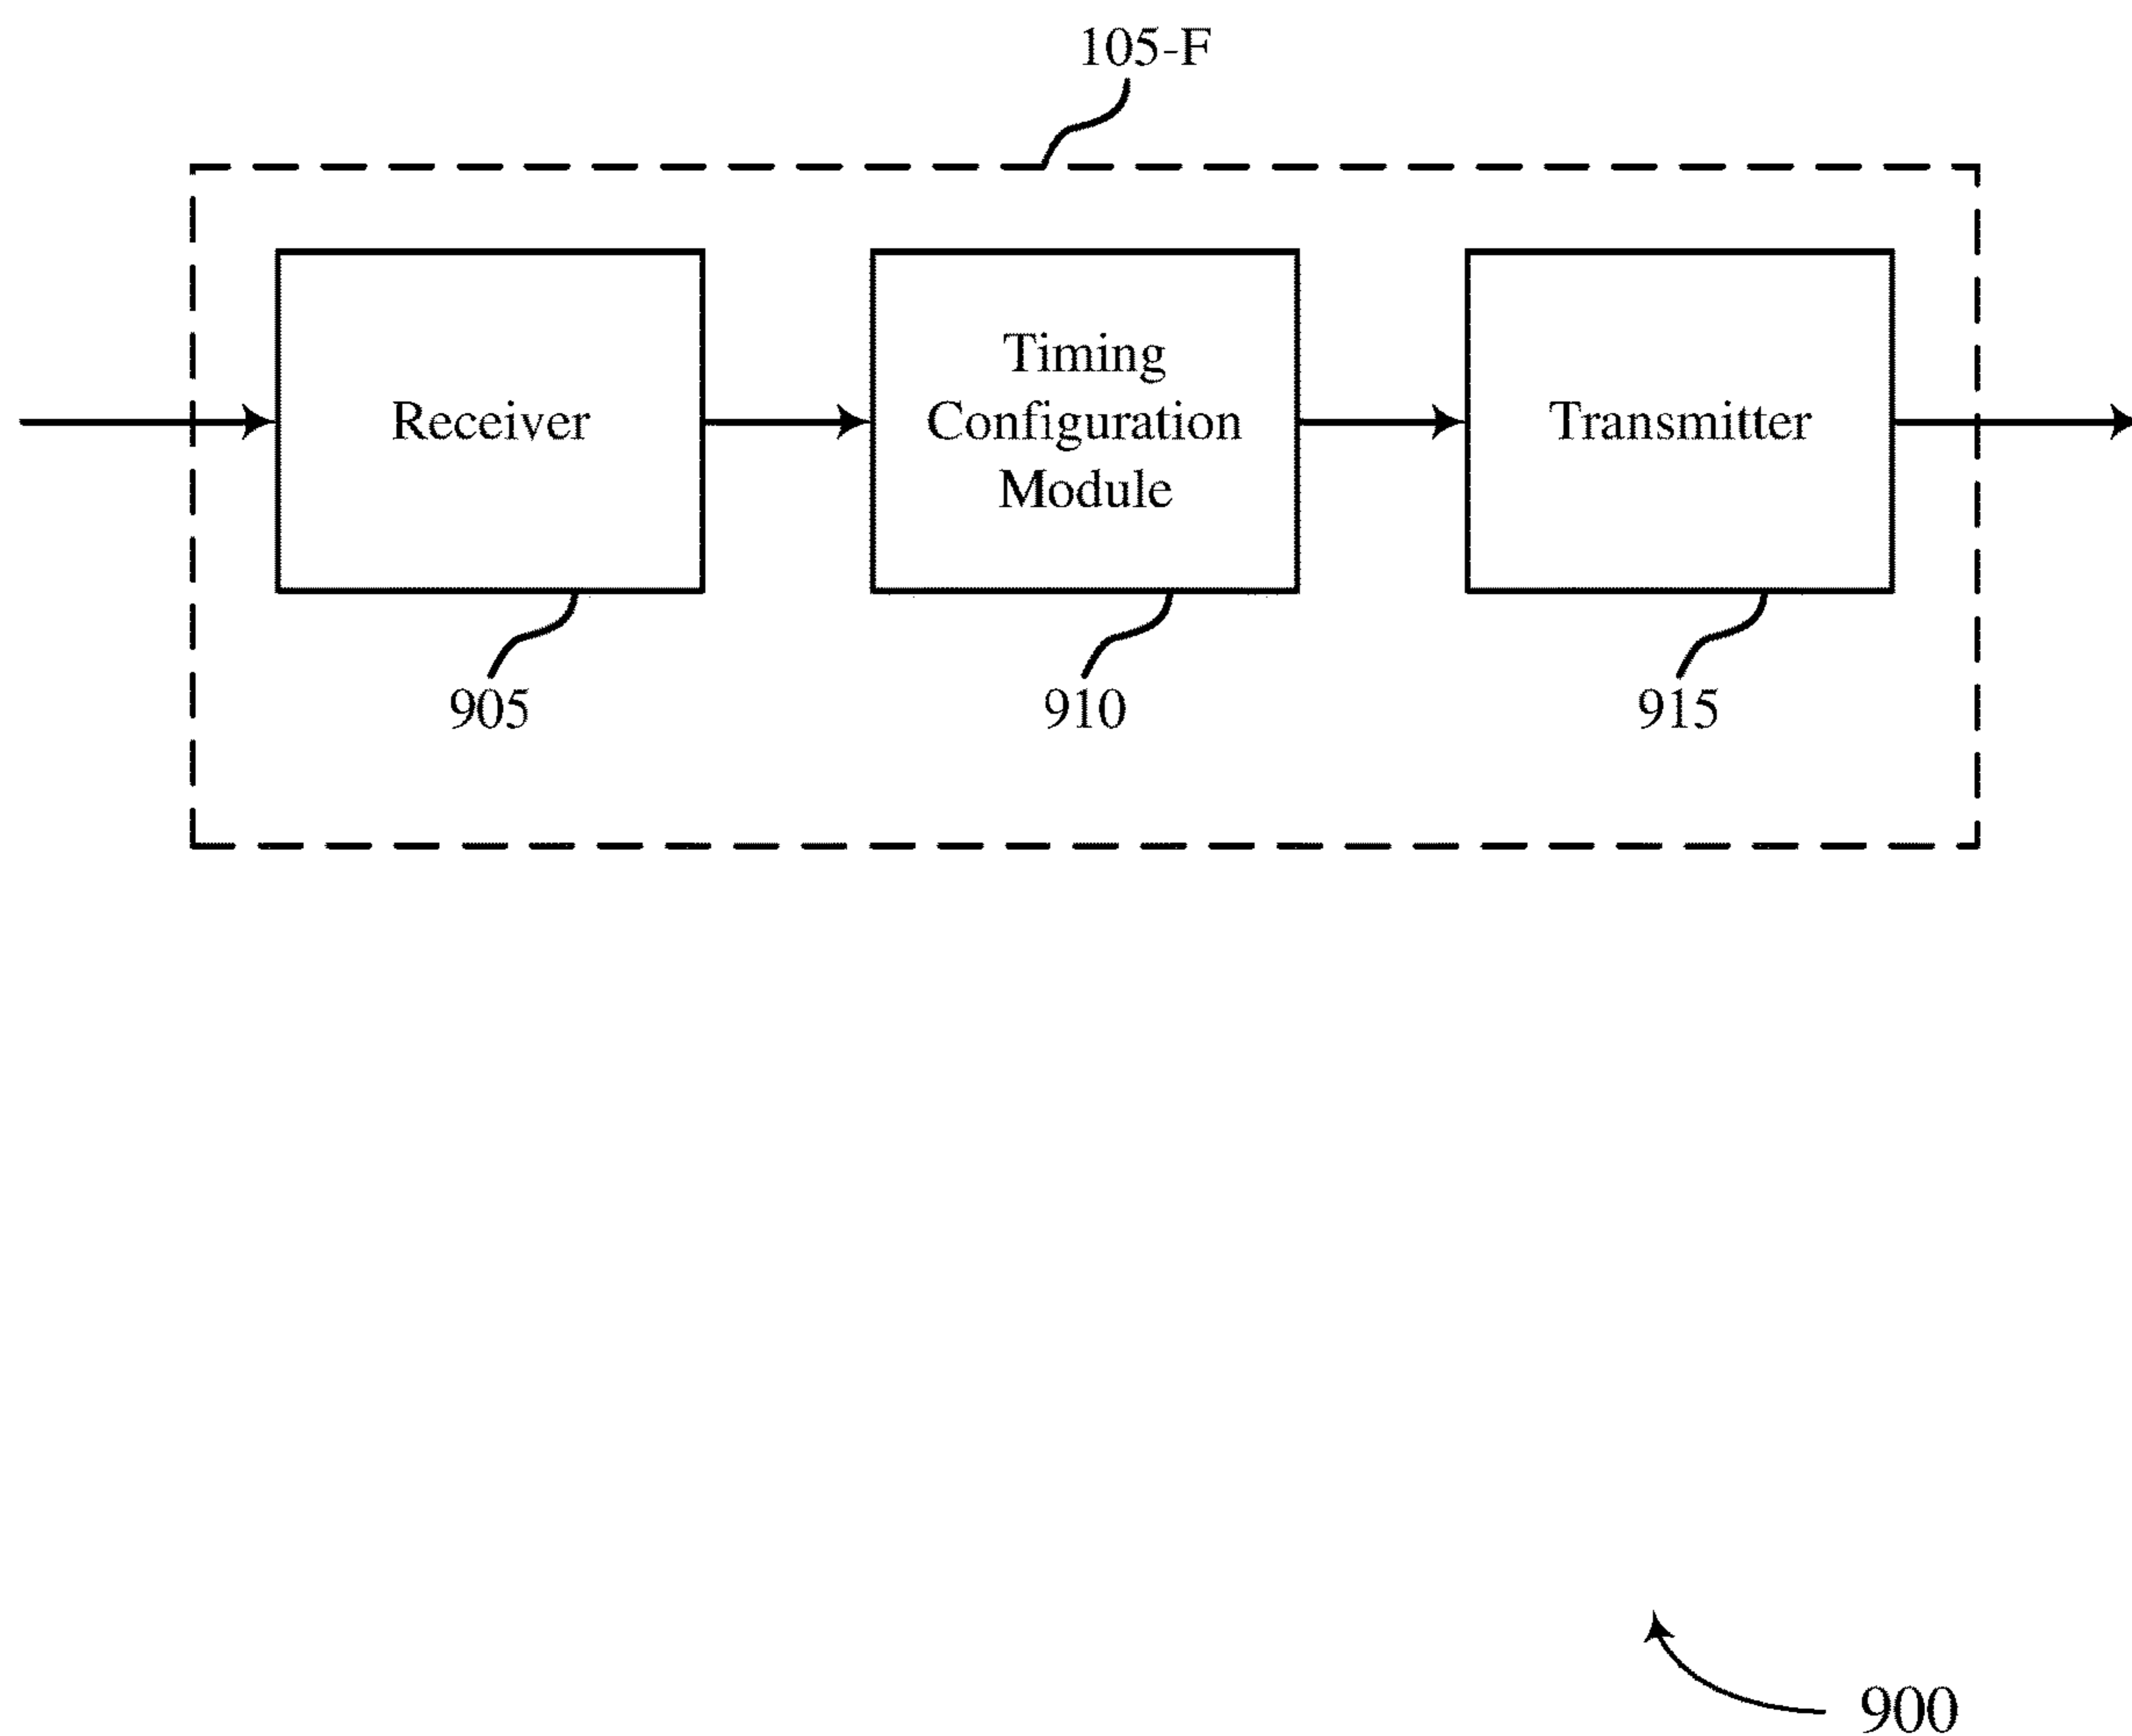 105-F
Receiver
Timing
Configuration
Module
Transmitter
905
910
915
900